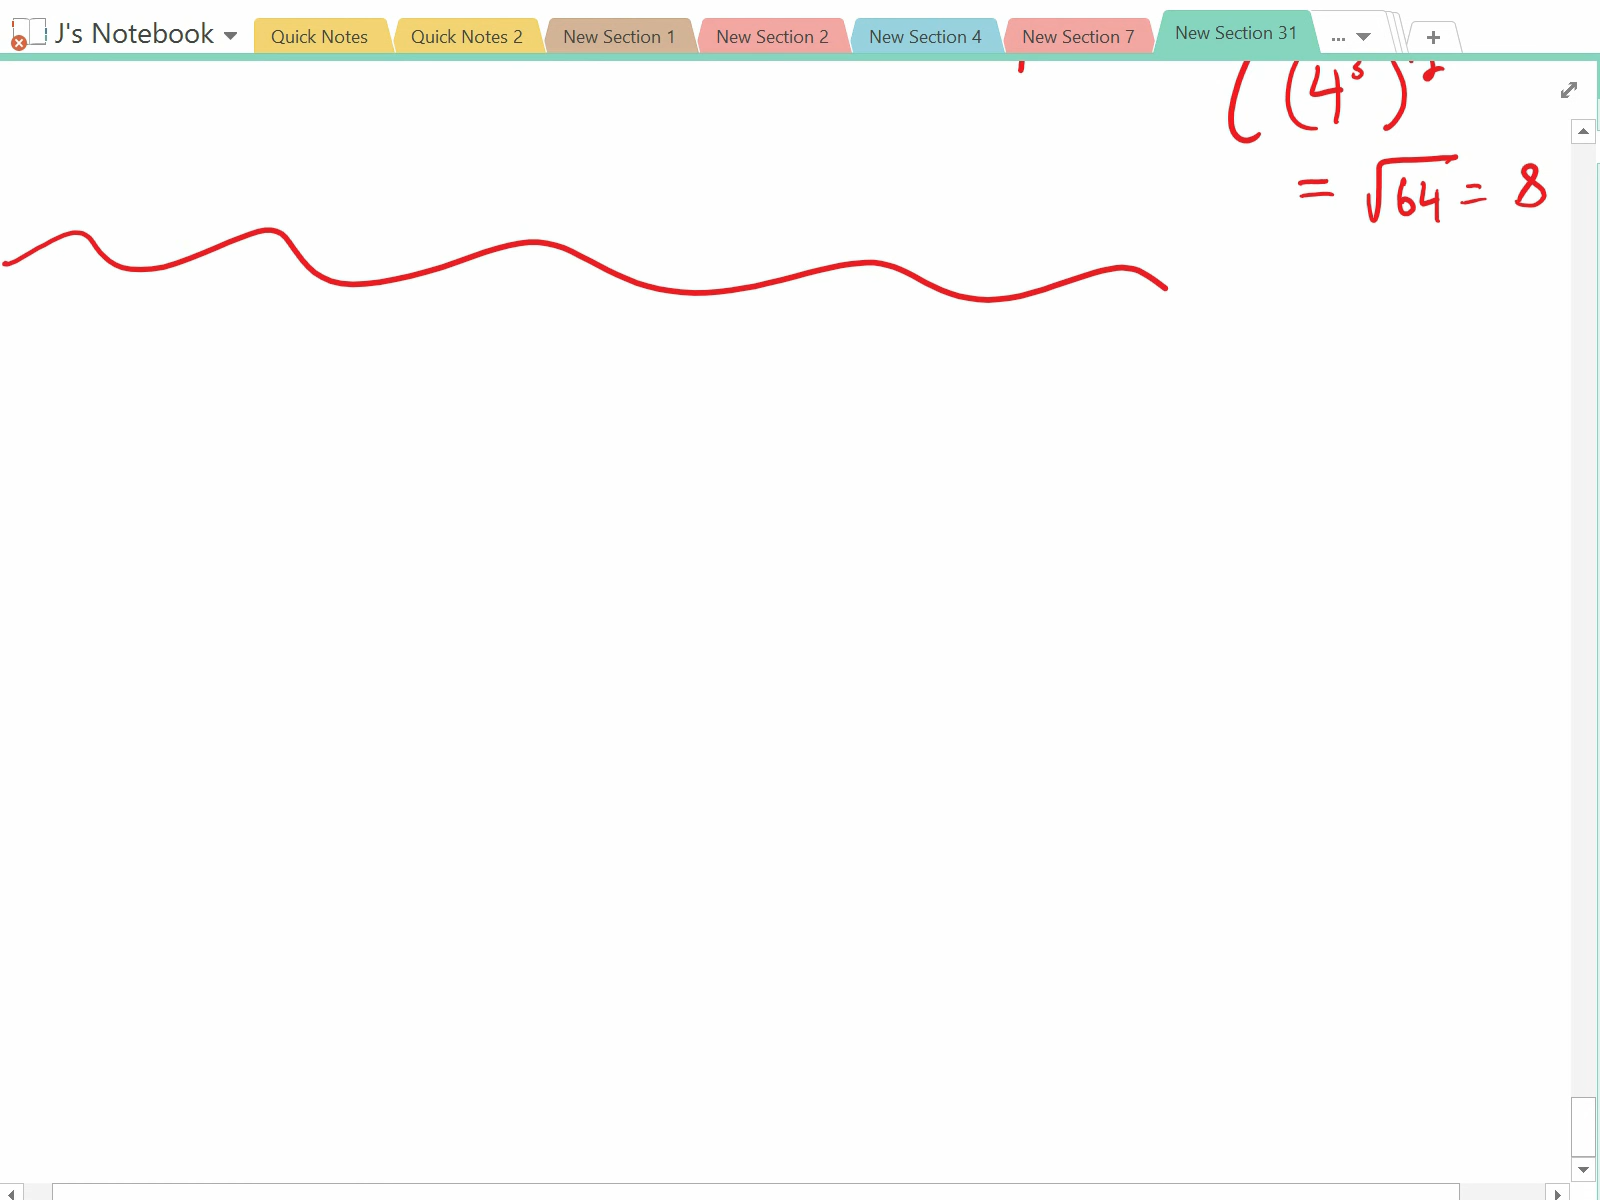 J's Notebook Quick Notes Quick Notes 2 New Section 1 New Section 2 New Section 4 New Section 7 New Section 31 ... +
((4³)
= √64 = 8